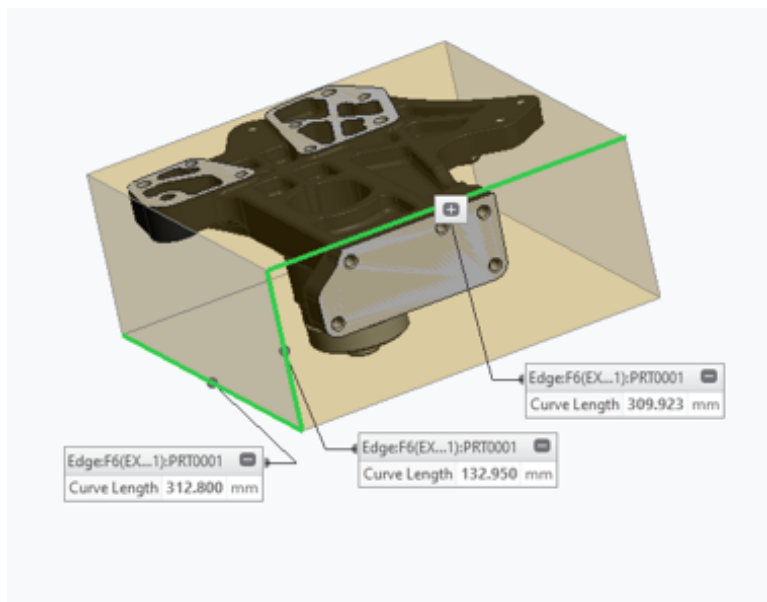 Edge:F6(EX...1):PRT0001
Curve Length 309.923 mm
Edge:F6(EX...1):PRT0001
Curve Length 132.950 mm
Edge:F6(EX...1):PRT0001
Curve Length 312.800 mm